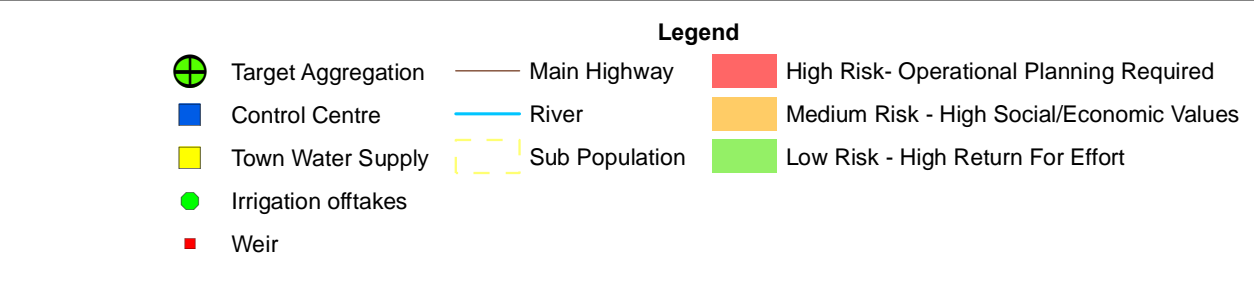 Legend
Target Aggregation
Control Centre
Town Water Supply
Irrigation offtakes
Weir
Main Highway
River
Sub Population
High Risk- Operational Planning Required
Medium Risk - High Social/Economic Values
Low Risk - High Return For Effort